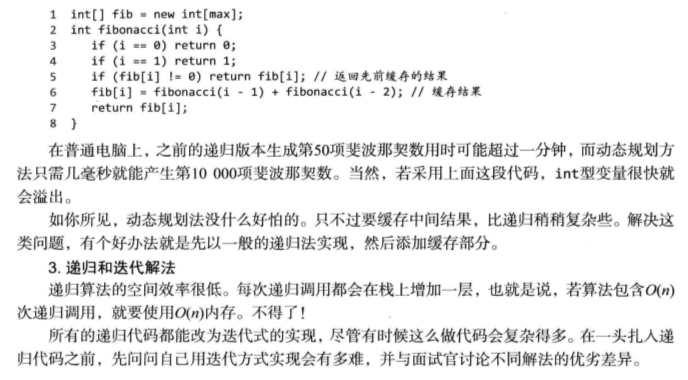 1 int[] fib = new int[max];
2 int fibonacci(int i) {
3 if (i == 0) return 0;
4 if (i == 1) return 1;
5 if (fib[i] != 0) return fib[i]; // 返回先前缓存的结果
6 fib[i] = fibonacci(i - 1) + fibonacci(i - 2); // 缓存结果
7 return fib[i];
8 }
在普通电脑上，之前的递归版本生成第50项斐波那契数用时可能超过一分钟，而动态规划方
法只需几毫秒就能产生第10 000项斐波那契数。当然，若采用上面这段代码，int型变量很快就
会溢出。
如你所见，动态规划法没什么好怕的。只不过要缓存中间结果，比递归稍稍复杂些。解决这
类问题，有个好办法就是先以一般的递归法实现，然后添加缓存部分。
3. 递归和迭代解法
递归算法的空间效率很低。每次递归调用都会在栈上增加一层，也就是说，若算法包含O(n)
次递归调用，就要使用O(n)内存。不得了！
所有的递归代码都能改为迭代式的实现，尽管有时候这么做代码会复杂得多。在一头扎入递
归代码之前，先问问自己用迭代方式实现会有多难，并与面试官讨论不同解法的优劣差异。